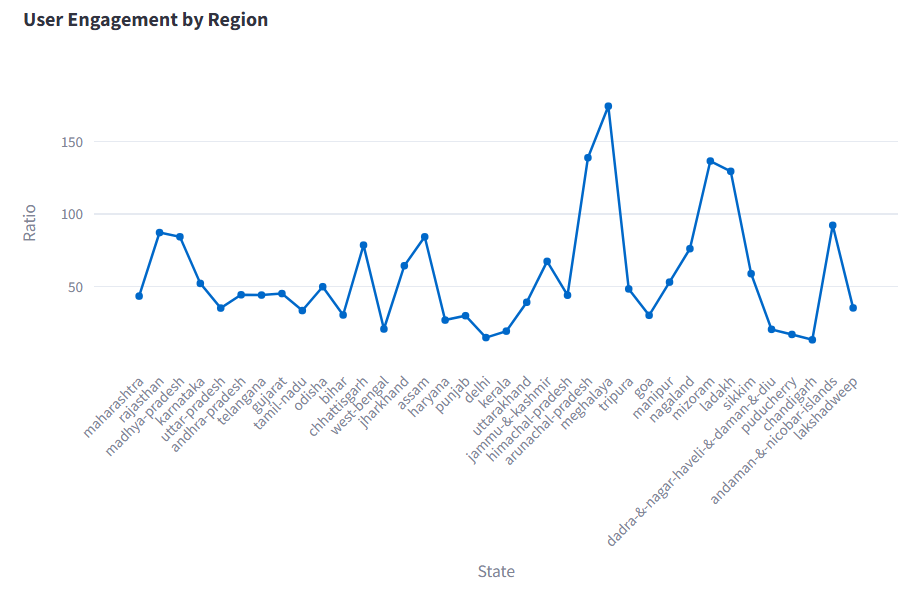 User Engagement by Region
150
100
50
Ratio
maharashtra
rajasthan
madhya-pradesh
karnataka
uttar-pradesh
andhra-pradesh
telangana
gujarat
tamil-nadu
odisha
bihar
chhattisgarh
west-bengal
jharkhand
assam
haryana
punjab
delhi
kerala
uttarakhand
jammu-&-kashmir
himachal-pradesh
arunachal-pradesh
meghalaya
tripura
goa
manipur
nagaland
mizoram
ladakh
sikkim
dadra-&-nagar-haveli-&-daman-&-diu
puducherry
chandigarh
andaman-&-nicobar-islands
lakshadweep
State